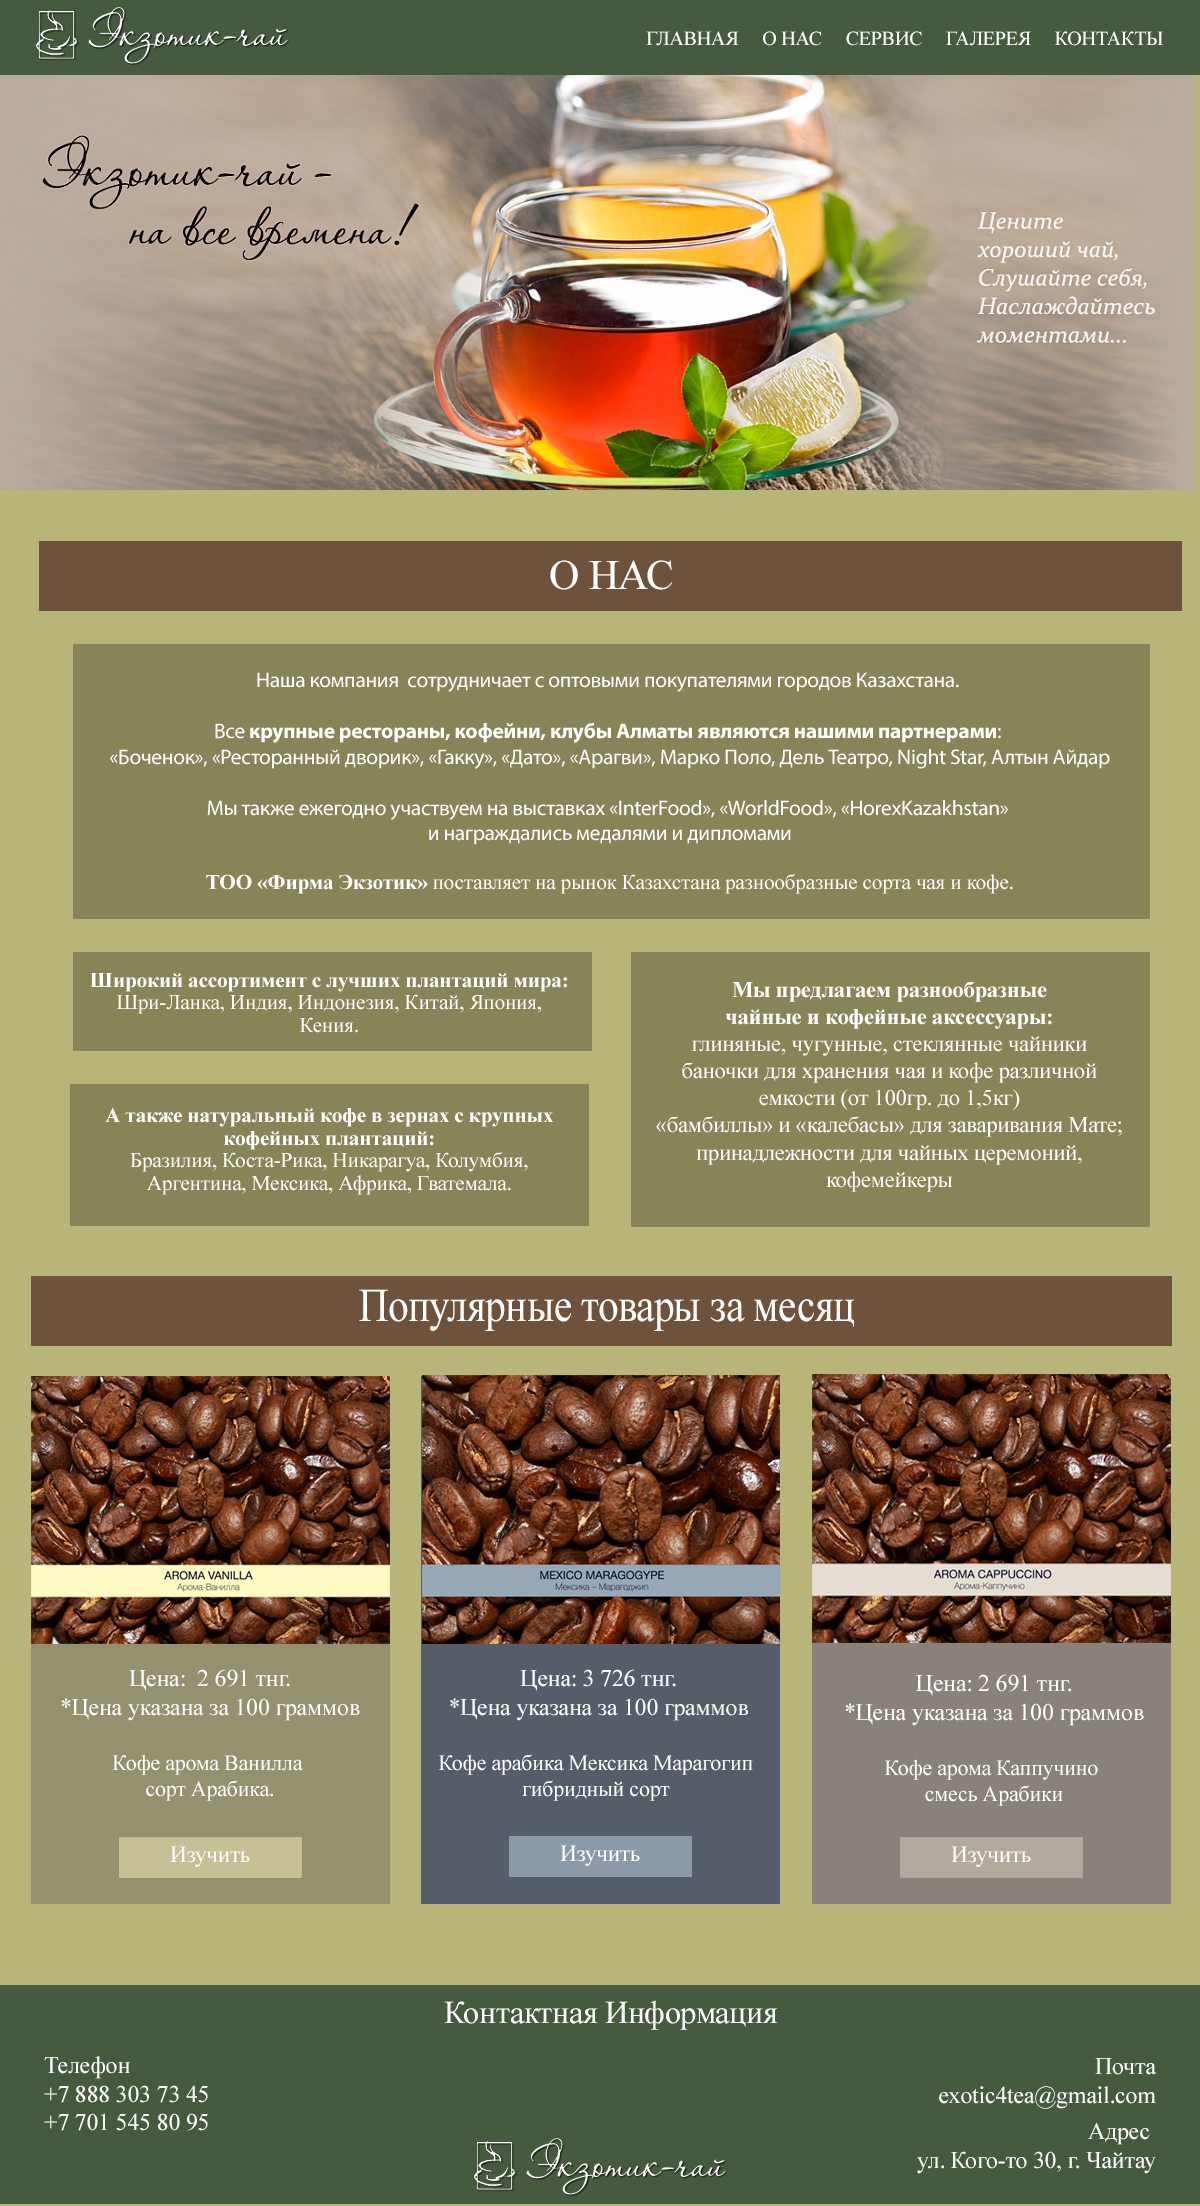 Экзотик-чай
ГЛАВНАЯ О НАС СЕРВИС ГАЛЕРЕЯ КОНТАКТЫ
Экзотик-чай -
на все времена!
Цените
хороший чай,
Слушайте себя,
Наслаждайтесь
моментами...
О НАС
Наша компания сотрудничает с оптовыми покупателями городов Казахстана.
Все крупные рестораны, кофейни, клубы Алматы являются нашими партнерами:
«Боченок», «Ресторанный дворик», «Гакку», «Дато», «Арагви», Марко Поло, Дель Театро, Night Star, Алтын Айдар
Мы также ежегодно участвуем на выставках «InterFood», «WorldFood», «HorexKazakhstan»
и награждались медалями и дипломами
ТОО «Фирма Экзотик» поставляет на рынок Казахстана разнообразные сорта чая и кофе.
Широкий ассортимент с лучших плантаций мира:
Шри-Ланка, Индия, Индонезия, Китай, Япония,
Кения.
А также натуральный кофе в зернах с крупных
кофейных плантаций:
Бразилия, Коста-Рика, Никарагуа, Колумбия,
Аргентина, Мексика, Африка, Гватемала.
Мы предлагаем разнообразные
чайные и кофейные аксессуары:
глиняные, чугунные, стеклянные чайники
баночки для хранения чая и кофе различной
емкости (от 100гр. до 1,5кг)
«бамбиллы» и «калебасы» для заваривания Мате;
принадлежности для чайных церемоний,
кофемейкеры
Популярные товары за месяц
AROMA VANILLA
Арома-Ванилла
Цена: 2 691 тнг.
*Цена указана за 100 граммов
Кофе арома Ванилла
сорт Арабика.
Изучить
MEXICO MARAGOGYPE
Мексика – Марагоджип
Цена: 3 726 тнг.
*Цена указана за 100 граммов
Кофе арабика Мексика Марагогип
гибридный сорт
Изучить
AROMA CAPPUCCINO
Арома-Каппучино
Цена: 2 691 тнг.
*Цена указана за 100 граммов
Кофе арома Каппучино
смесь Арабики
Изучить
Контактная Информация
Телефон
+7 888 303 73 45
+7 701 545 80 95
Почта
exotic4tea@gmail.com
Адрес
ул. Кого-то 30, г. Чайтау
Экзотик-чай